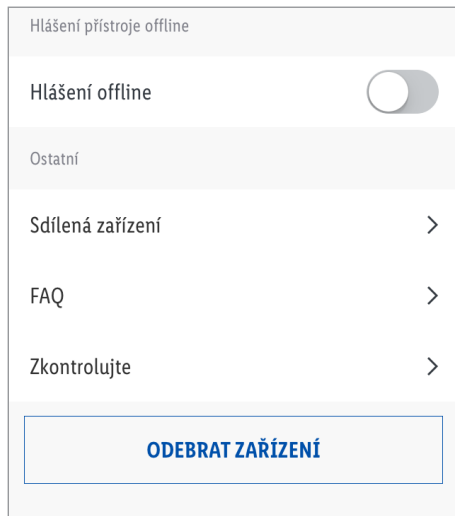 Hlášení přístroje offline
Hlášení offline
Ostatní
Sdílená zařízení
FAQ
Zkontrolujte
ODEBRAT ZAŘÍZENÍ